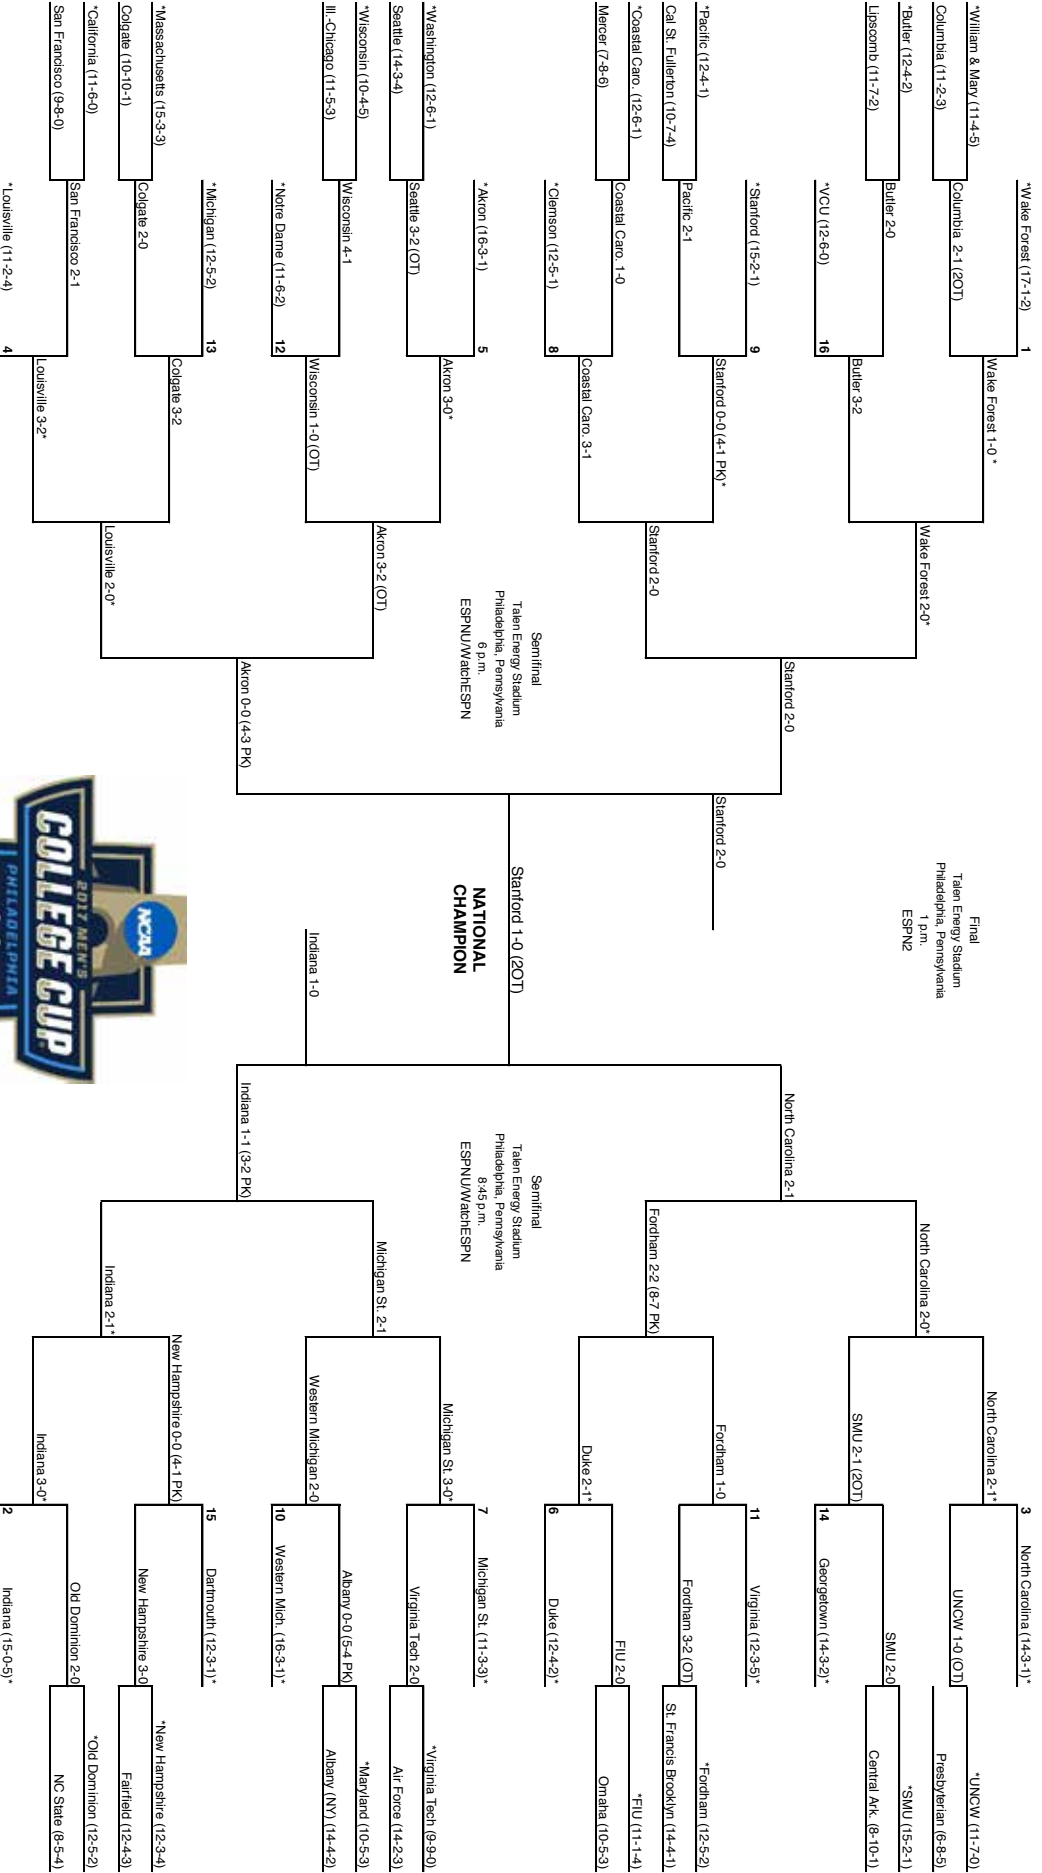 *William & Mary (11-4-5)
Columbia (11-2-3)
*Butler (12-4-2)
Lipscomb (11-7-2)
*Pacific (12-4-1)
Cal St. Fullerton (10-7-4)
*Coastal Caro. (12-6-1)
Mercer (7-8-6)
*Washington (12-6-1)
Seattle (14-3-4)
*Wisconsin (10-4-5)
Ill.-Chicago (11-5-3)
*Massachusetts (15-3-3)
Colgate (10-10-1)
*California (11-6-0)
San Francisco (9-8-0)
*Wake Forest (17-1-2)
1
Columbia 2-1 (2OT)
Butler 2-0
*VCU (12-6-0)
16
*Stanford (15-2-1)
9
Pacific 2-1
Coastal Caro. 1-0
*Clemson (12-5-1)
8
*Akron (16-3-1)
5
Seattle 3-2 (OT)
Wisconsin 4-1
*Notre Dame (11-6-2)
12
*Michigan (12-5-2)
13
Colgate 2-0
San Francisco 2-1
*Louisville (11-2-4)
4
Wake Forest 1-0 *
Butler 3-2
Stanford 0-0 (4-1 PK)*
Coastal Caro. 3-1
Akron 3-0*
Wisconsin 1-0 (OT)
Colgate 3-2
Louisville 3-2*
Wake Forest 2-0*
Stanford 2-0
Akron 3-2 (OT)
Louisville 2-0*
Semifinal
Talen Energy Stadium
Philadelphia, Pennsylvania
6 p.m.
ESPNU/WatchESPN
Stanford 2-0
Akron 0-0 (4-3 PK)
Final
Talen Energy Stadium
Philadelphia, Pennsylvania
1 p.m.
ESPN2
Stanford 2-0
Stanford 1-0 (2OT)
NATIONAL
CHAMPION
Indiana 1-0
NCAA
2017 MEN'S
COLLEGE CUP
PHILADELPHIA
North Carolina 2-1
Indiana 1-1 (3-2 PK)
Semifinal
Talen Energy Stadium
Philadelphia, Pennsylvania
8:45 p.m.
ESPNU/WatchESPN
North Carolina 2-0*
Fordham 2-2 (8-7 PK)
Michigan St. 2-1
Indiana 2-1*
North Carolina 2-1*
SMU 2-1 (2OT)
Fordham 1-0
Duke 2-1*
Michigan St. 3-0*
Western Michigan 2-0
New Hampshire 0-0 (4-1 PK)
Indiana 3-0*
3
North Carolina (14-3-1)*
UNCW 1-0 (OT)
SMU 2-0
14
Georgetown (14-3-2)*
11
Virginia (12-3-5)*
Fordham 3-2 (OT)
FIU 2-0
6
Duke (12-4-2)*
7
Michigan St. (11-3-3)*
Virginia Tech 2-0
Albany 0-0 (5-4 PK)
10
Western Mich. (16-3-1)*
15
Dartmouth (12-3-1)*
New Hampshire 3-0
Old Dominion 2-0
2
Indiana (15-0-5)*
*UNCW (11-7-0)
Presbyterian (6-8-5)
*SMU (15-2-1)
Central Ark. (8-10-1)
*Fordham (12-5-2)
St. Francis Brooklyn (14-4-1)
*FIU (11-1-4)
Omaha (10-5-3)
*Virginia Tech (9-9-0)
Air Force (14-2-3)
*Maryland (10-5-3)
Albany (NY) (14-4-2)
*New Hampshire (12-3-4)
Fairfield (12-4-3)
*Old Dominion (12-5-2)
NC State (8-5-4)